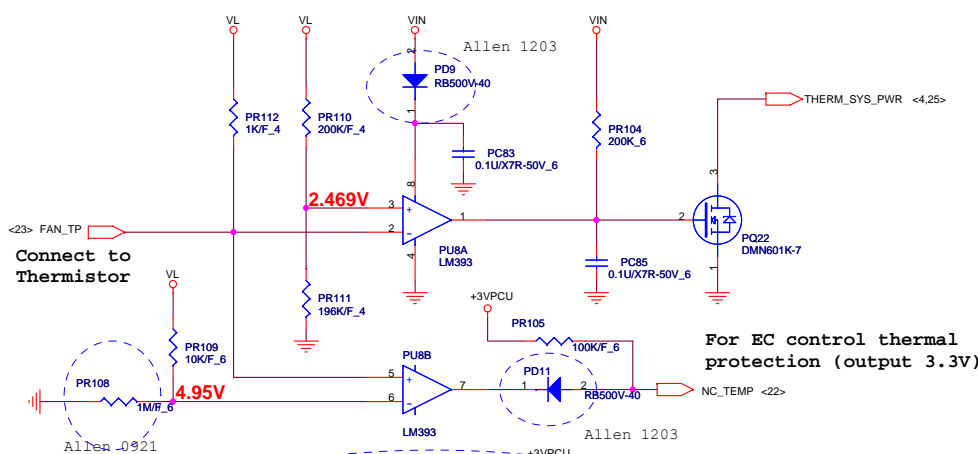 VL
VL
VIN
Allen 1203
2
PD9
RB500V-40
1
THERM_SYS_PWR <4,25>
PR112
1K/F_4
PR110
200K/F_4
PR104
200K_6
PC83
0.1U/X7R-50V_6
3
8
2.469V
3
+
1
2
2
-
<23> FAN_TP
PU8A
LM393
4
PQ22
DMN601K-7
1
Connect to
Thermistor
PC85
0.1U/X7R-50V_6
VL
PR111
196K/F_4
+3VPCU
PR105
100K/F_6
For EC control thermal
protection (output 3.3V)
PR109
10K/F_6
PU8B
PD11
5
+
7
1
2
NC_TEMP <22>
PR108
4.95V
6
-
RB500V-40
1M/F_6
LM393
Allen 0921
Allen 1203
+3VPCU